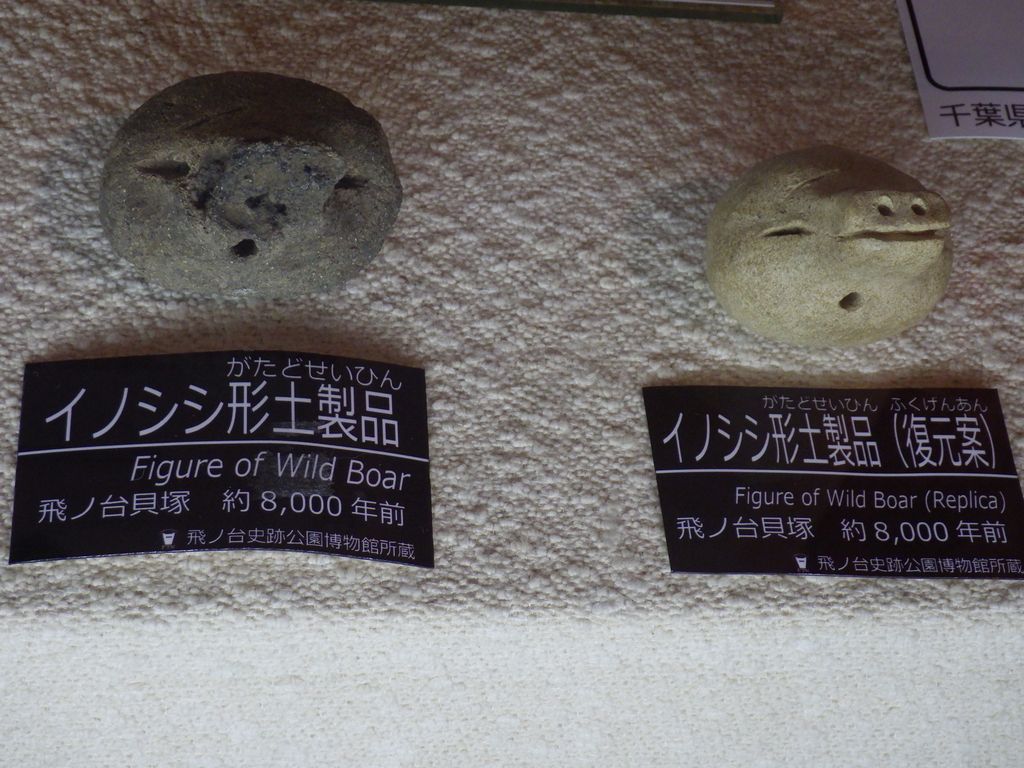 千葉県
がたどせいひん
イノシシ形土製品
Figure of Wild Boar
飛ノ台貝塚 約 8,000 年前
飛ノ台史跡公園博物館所蔵
がたどせいひん ふくげんあん
イノシシ形土製品（復元案）
Figure of Wild Boar (Replica)
飛ノ台貝塚 約 8,000 年前
飛ノ台史跡公園博物館所蔵